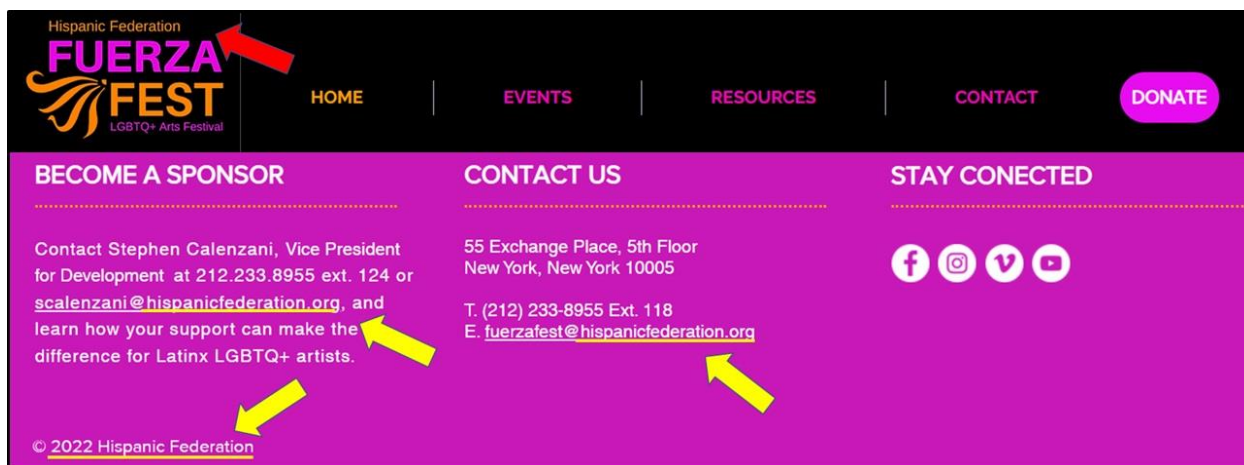 Hispanic Federation
FUERZA
FEST
LGBTQ+ Arts Festival
HOME
EVENTS
RESOURCES
CONTACT
DONATE
BECOME A SPONSOR
Contact Stephen Calenzani, Vice President
for Development at 212.233.8955 ext. 124 or
scalenzani@hispanicfederation.org, and
learn how your support can make the
difference for Latinx LGBTQ+ artists.
© 2022 Hispanic Federation
CONTACT US
55 Exchange Place, 5th Floor
New York, New York 10005
T. (212) 233-8955 Ext. 118
E. fuerzafest@hispanicfederation.org
STAY CONECTED